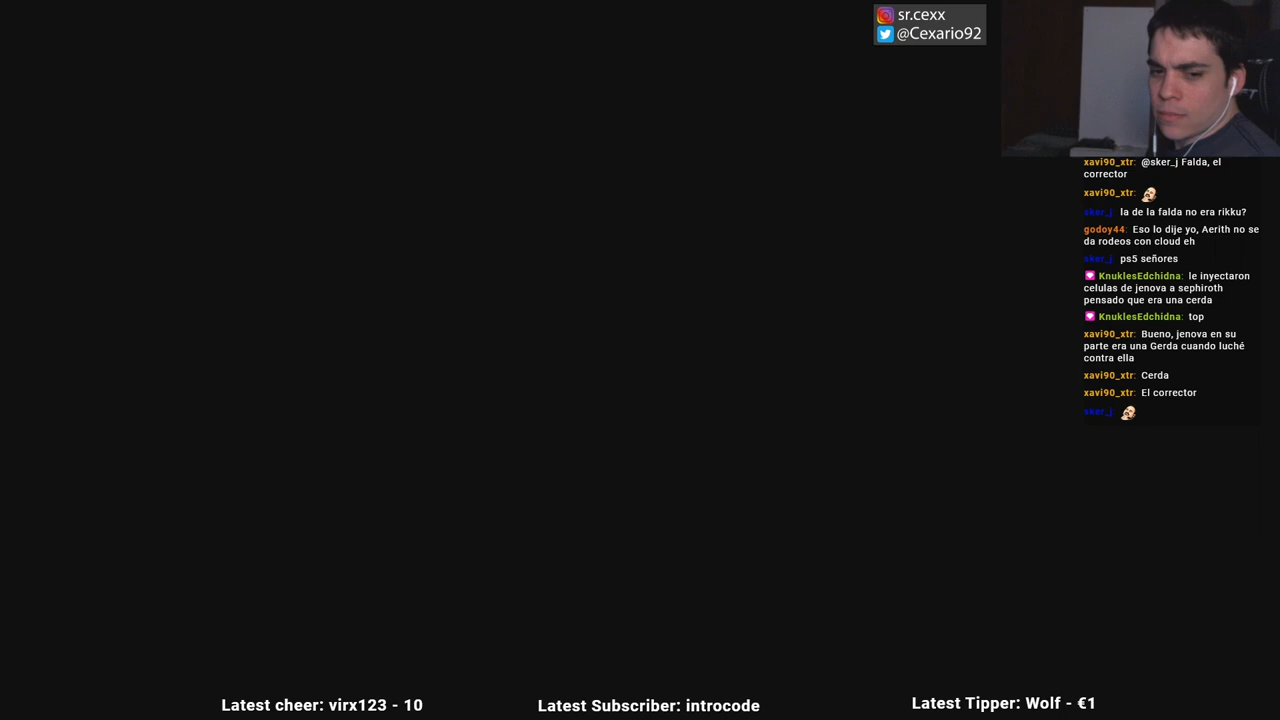 sr.cexx
@Cexario92
xavi90_xtr: @sker_j Falda, el
corrector
xavi90_xtr:
sker_j: la de la falda no era rikku?
godoy44: Eso lo dije yo, Aerith no se
da rodeos con cloud eh
sker_j: ps5 señores
KnuklesEdchidna: le inyectaron
celulas de jenova a sephiroth
pensado que era una cerda
KnuklesEdchidna: top
xavi90_xtr: Bueno, jenova en su
parte era una Gerda cuando luché
contra ella
xavi90_xtr: Cerda
xavi90_xtr: El corrector
sker_j:
Latest cheer: virx123 - 10
Latest Subscriber: introcode
Latest Tipper: Wolf - €1